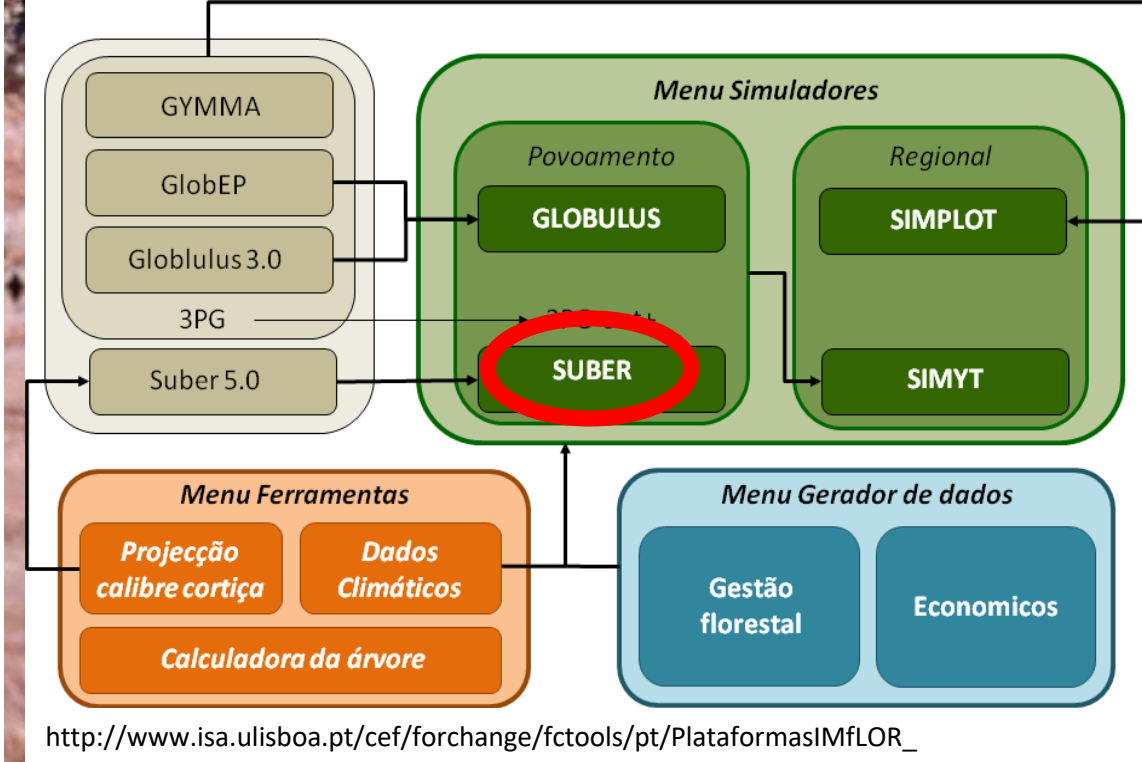 GYMMA
GlobEP
Globlulus 3.0
3PG
Suber 5.0
Menu Simuladores
Povoamento
GLOBULUS
SUBER
Regional
SIMPLOT
SIMYT
Menu Ferramentas
Projecção
calibre cortiça
Dados
Climáticos
Calculadora da árvore
Menu Gerador de dados
Gestão
florestal
Economicos
http://www.isa.ulisboa.pt/cef/forchange/fctools/pt/PlataformasIMfLOR_